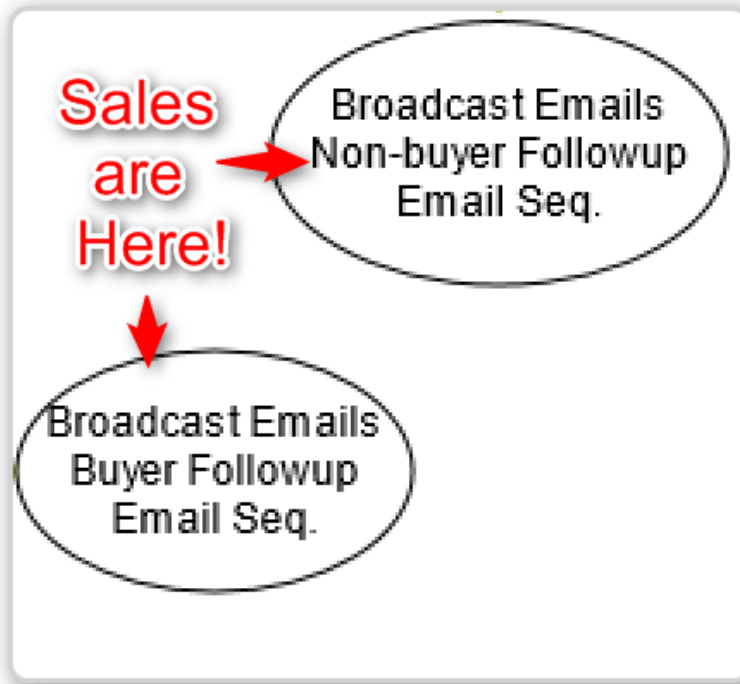 Sales
are
Here!
Broadcast Emails
Non-buyer Followup
Email Seq.
Broadcast Emails
Buyer Followup
Email Seq.